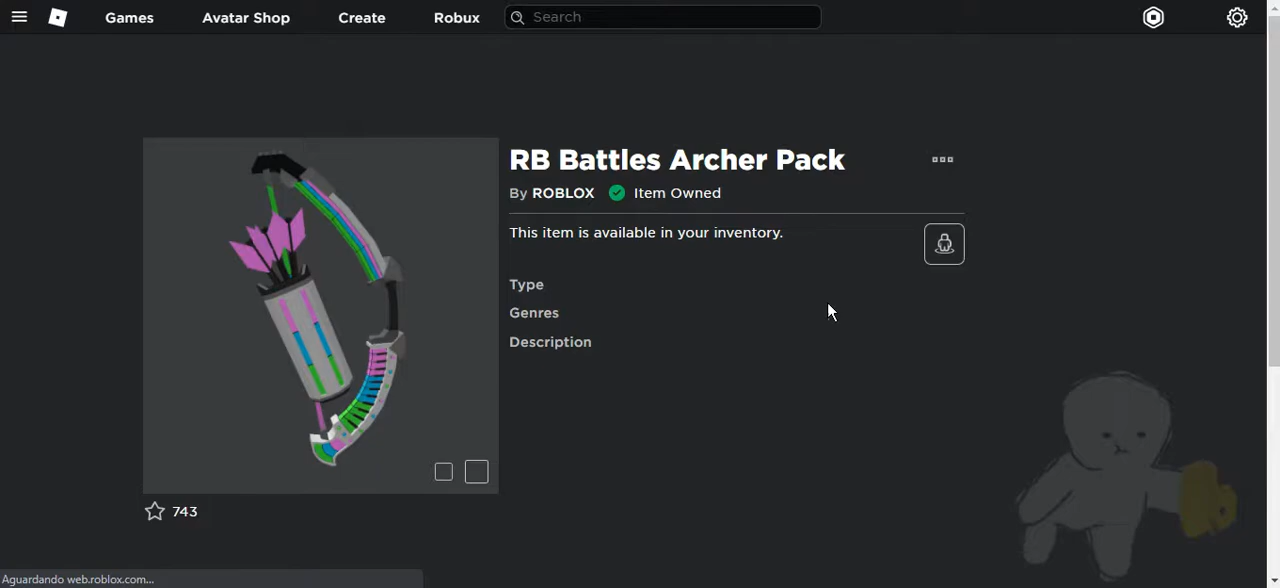 Games Avatar Shop Create Robux Search
RB Battles Archer Pack
By ROBLOX Item Owned
This item is available in your inventory.
Type
Genres
Description
743
Aguardando web.roblox.com...